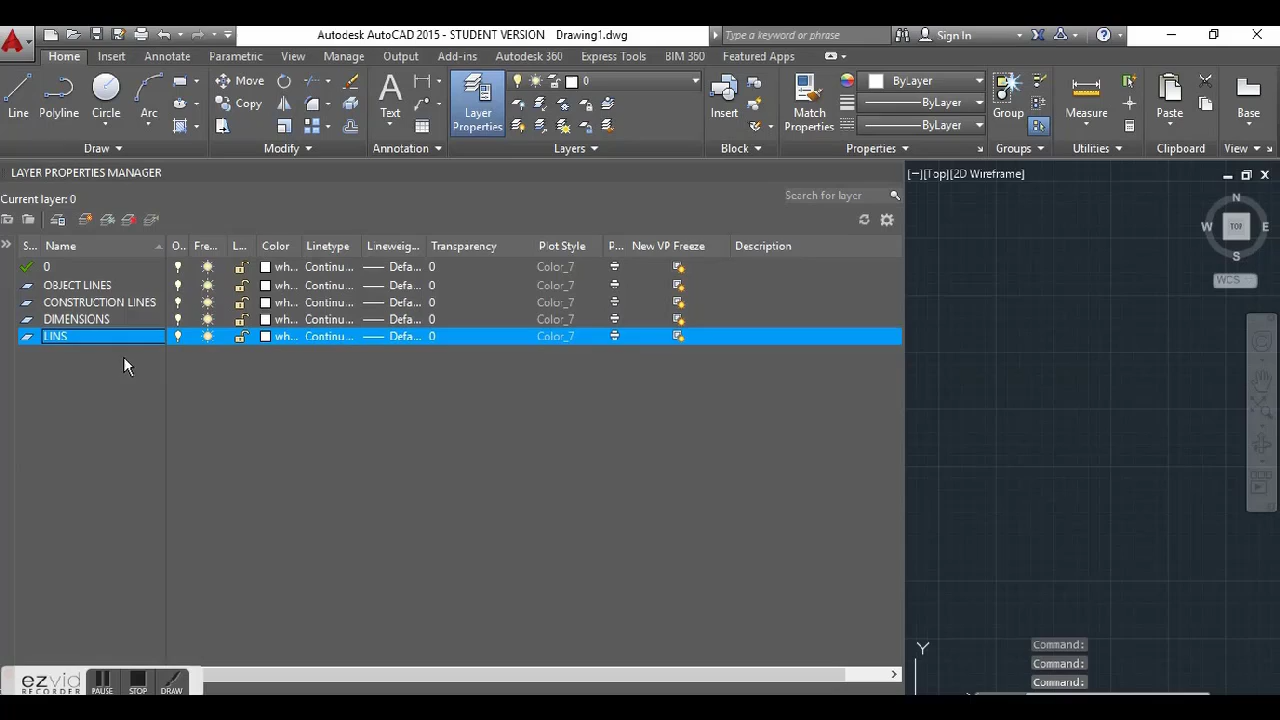 Autodesk AutoCAD 2015 - STUDENT VERSION Drawing1.dwg
Type a keyword or phrase
Sign In
Home Insert Annotate Parametric View Manage Output Add-ins Autodesk 360 Express Tools BIM 360 Featured Apps
Line Polyline Circle Arc
Move
Copy
Text
Layer
Properties
0
Insert
Match
Properties
ByLayer
ByLayer
ByLayer
Group
Measure
Paste
Base
Draw Modify Annotation Layers Block Properties Groups Utilities Clipboard View
LAYER PROPERTIES MANAGER
Current layer: 0
Search for layer
S... Name O.. Fre... L... Color Linetype Lineweig... Transparency Plot Style P... New VP Freeze Description
0 wh... Continu... Defa... 0 Color_7
OBJECT LINES wh... Continu... Defa... 0 Color_7
CONSTRUCTION LINES wh... Continu... Defa... 0 Color_7
DIMENSIONS wh... Continu... Defa... 0 Color_7
LINS wh... Continu... Defa... 0 Color_7
[−][Top][2D Wireframe]
N
W TOP E
S
WCS
Y
Command:
Command:
Command:
ezvid
RECORDER
PAUSE STOP DRAW